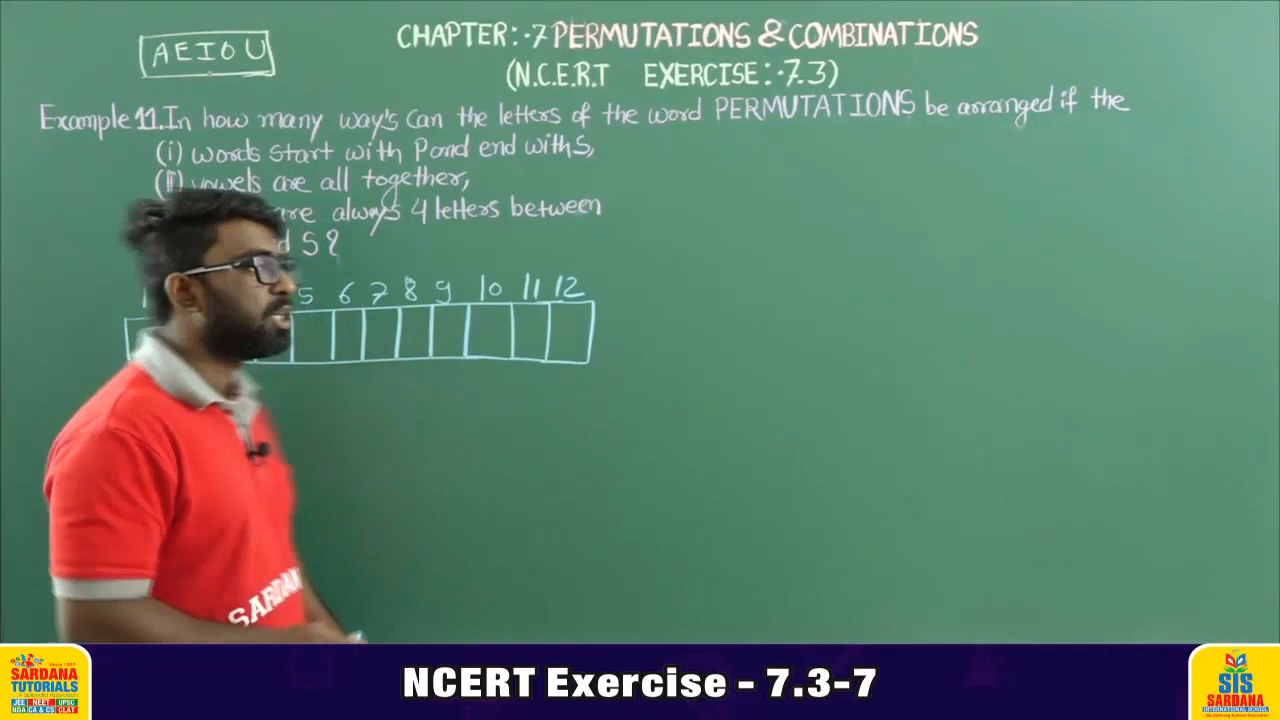 AEIOU
CHAPTER:-7 PERMUTATIONS & COMBINATIONS
(N.C.E.R.T EXERCISE:-7.3)
Example 11. In how many way's can the letters of the word PERMUTATIONS be arranged if the
(i) words start with P and end with S,
(ii) vowels are all together,
are always 4 letters between
d S ?
5 6 7 8 9 10 11 12
SARDAN
NCERT Exercise - 7.3-7
SARDANA
TUTORIALS
JEE NEET UPSC
NDA CA & CS CLAT
SIS
SARDANA
INTERNATIONAL SCHOOL